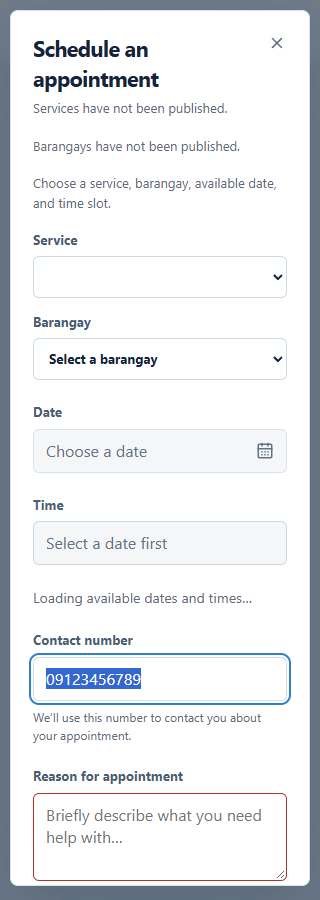 Schedule an
appointment
Services have not been published.
Barangays have not been published.
Choose a service, barangay, available date,
and time slot.
Service
Barangay
Select a barangay
Date
Choose a date
Time
Select a date first
Loading available dates and times...
Contact number
09123456789
We'll use this number to contact you about
your appointment.
Reason for appointment
Briefly describe what you need
help with...